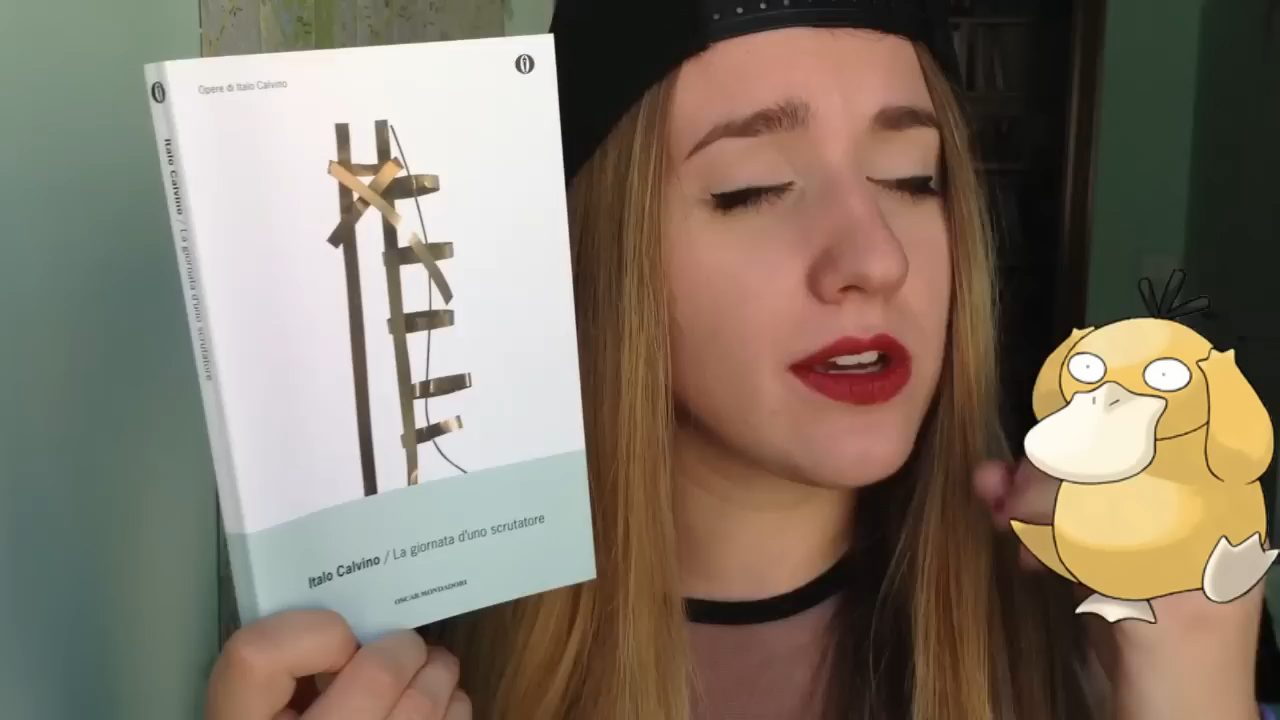 Opere di Italo Calvino
Italo Calvino / La giornata d'uno scrutatore
Italo Calvino / La giornata d'uno scrutatore
OSCAR MONDADORI